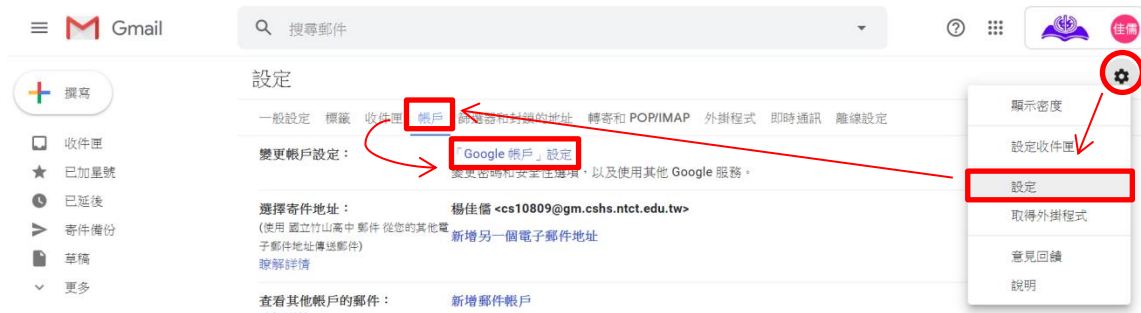 Gmail
搜尋郵件
佳儒
撰寫
收件匣
已加星號
已延後
寄件備份
草稿
更多
設定
一般設定 標籤 收件匣 帳戶 篩選器和封鎖的地址 轉寄和 POP/IMAP 外掛程式 即時通訊 離線設定
變更帳戶設定：
「Google 帳戶」設定
變更密碼和安全性選項，以及使用其他 Google 服務。
選擇寄件地址：
(使用 國立竹山高中 郵件 從您的其他電
子郵件地址傳送郵件)
瞭解詳情
楊佳儒 <cs10809@gm.cshs.ntct.edu.tw>
新增另一個電子郵件地址
查看其他帳戶的郵件：
新增郵件帳戶
顯示密度
設定收件匣
設定
取得外掛程式
意見回饋
說明